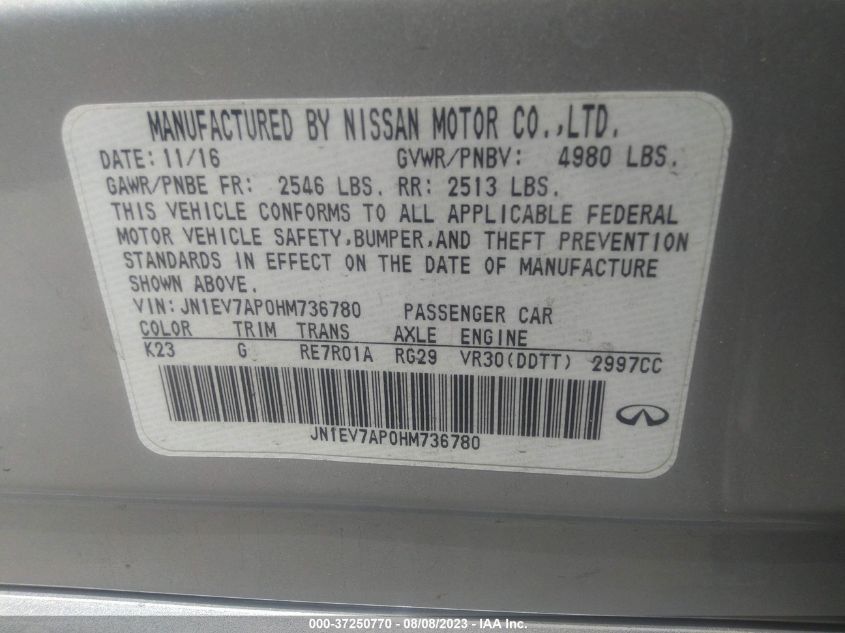 MANUFACTURED BY NISSAN MOTOR CO.,LTD.
DATE: 11/16 GVWR/PNBV: 4980 LBS.
GAWR/PNBE FR: 2546 LBS. RR: 2513 LBS.
THIS VEHICLE CONFORMS TO ALL APPLICABLE FEDERAL
MOTOR VEHICLE SAFETY,BUMPER,AND THEFT PREVENTION
STANDARDS IN EFFECT ON THE DATE OF MANUFACTURE
SHOWN ABOVE.
VIN: JN1EV7AP0HM736780 PASSENGER CAR
COLOR TRIM TRANS AXLE ENGINE
K23 G RE7R01A RG29 VR30(DDTT) 2997CC
JN1EV7AP0HM736780
000-37250770 - 08/08/2023 - IAA Inc.